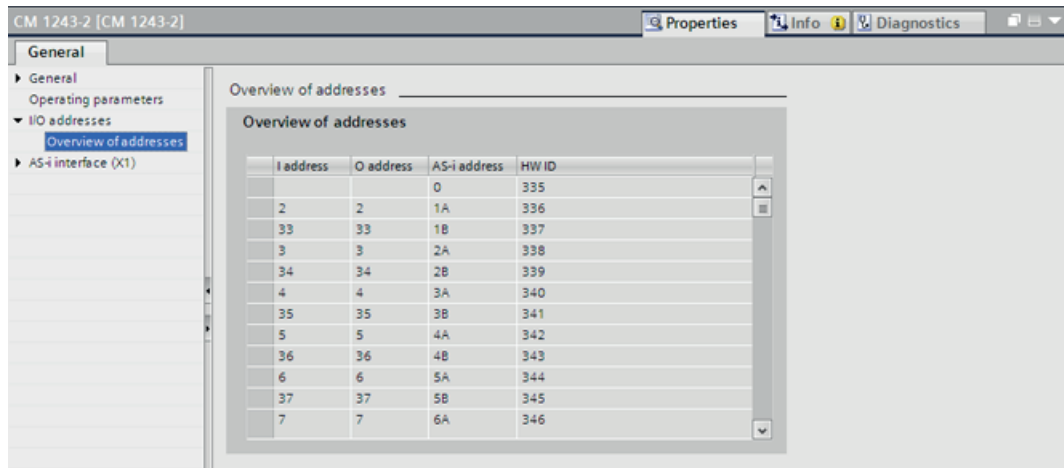 CM 1243-2 [CM 1243-2]
Properties
Info
Diagnostics
General
General
Operating parameters
I/O addresses
Overview of addresses
AS-i interface (X1)
Overview of addresses
Overview of addresses
I address O address AS-i address HW ID
0 335
2 2 1A 336
33 33 1B 337
3 3 2A 338
34 34 2B 339
4 4 3A 340
35 35 3B 341
5 5 4A 342
36 36 4B 343
6 6 5A 344
37 37 5B 345
7 7 6A 346